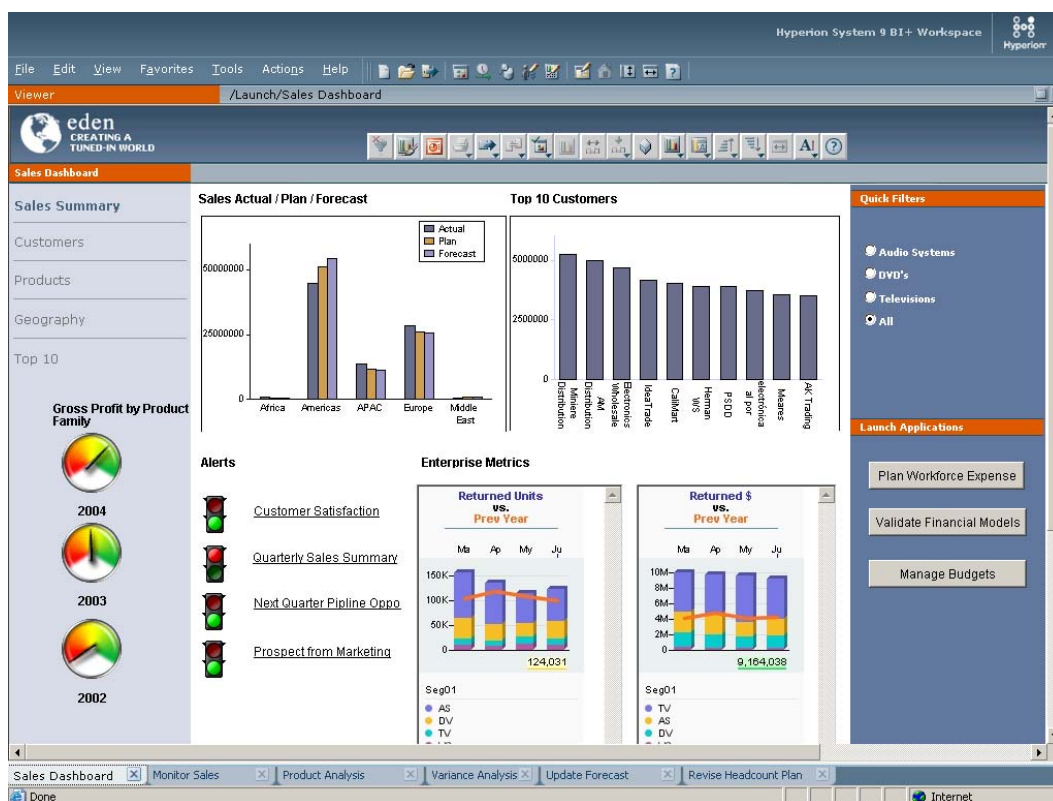 Hyperion System 9 BI+ Workspace
Hyperion
File Edit View Favorites Tools Actions Help
Viewer
/Launch/Sales Dashboard
eden
CREATING A
TUNED-IN WORLD
Sales Dashboard
Sales Summary
Customers
Products
Geography
Top 10
Gross Profit by Product
Family
2004
2003
2002
Sales Actual / Plan / Forecast
Actual
Plan
Forecast
50000000
25000000
0
Africa
Americas
APAC
Europe
Middle
East
Top 10 Customers
5000000
2500000
0
Miniere
Distribution
AM
Distribution
Electronics
Wholesale
IdeaTrade
CallMart
Herman
WS
PSDD
electrónica
al por
Meares
AK Trading
Alerts
Customer Satisfaction
Quarterly Sales Summary
Next Quarter Pipline Oppo
Prospect from Marketing
Enterprise Metrics
Returned Units
vs.
Prev Year
Ma Ap My Ju
150K
100K
50K
0
124,031
Seg01
AS
DV
TV
Returned $
vs.
Prev Year
Ma Ap My Ju
10M
8M
6M
4M
2M
0
9,164,038
Seg01
TV
AS
DV
Quick Filters
Audio Systems
DVD's
Televisions
All
Launch Applications
Plan Workforce Expense
Validate Financial Models
Manage Budgets
Sales Dashboard
Monitor Sales
Product Analysis
Variance Analysis
Update Forecast
Revise Headcount Plan
Done
Internet